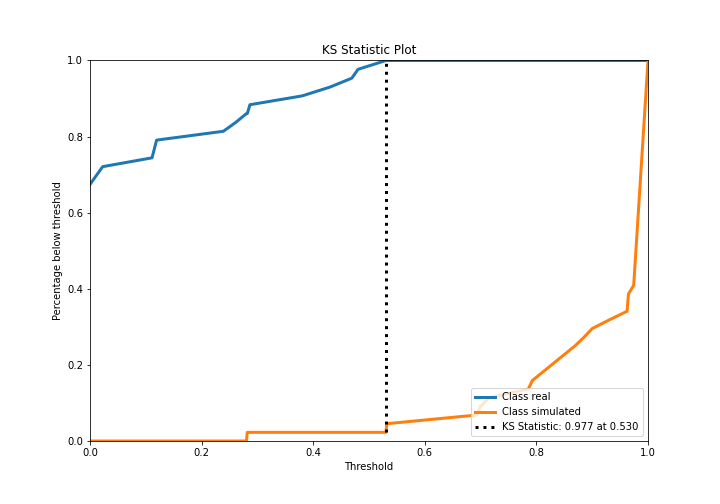 KS Statistic Plot
1.0
0.8
0.6
0.4
0.2
0.0
Percentage below threshold
0.0 0.2 0.4 0.6 0.8 1.0
Threshold
Class real
Class simulated
KS Statistic: 0.977 at 0.530